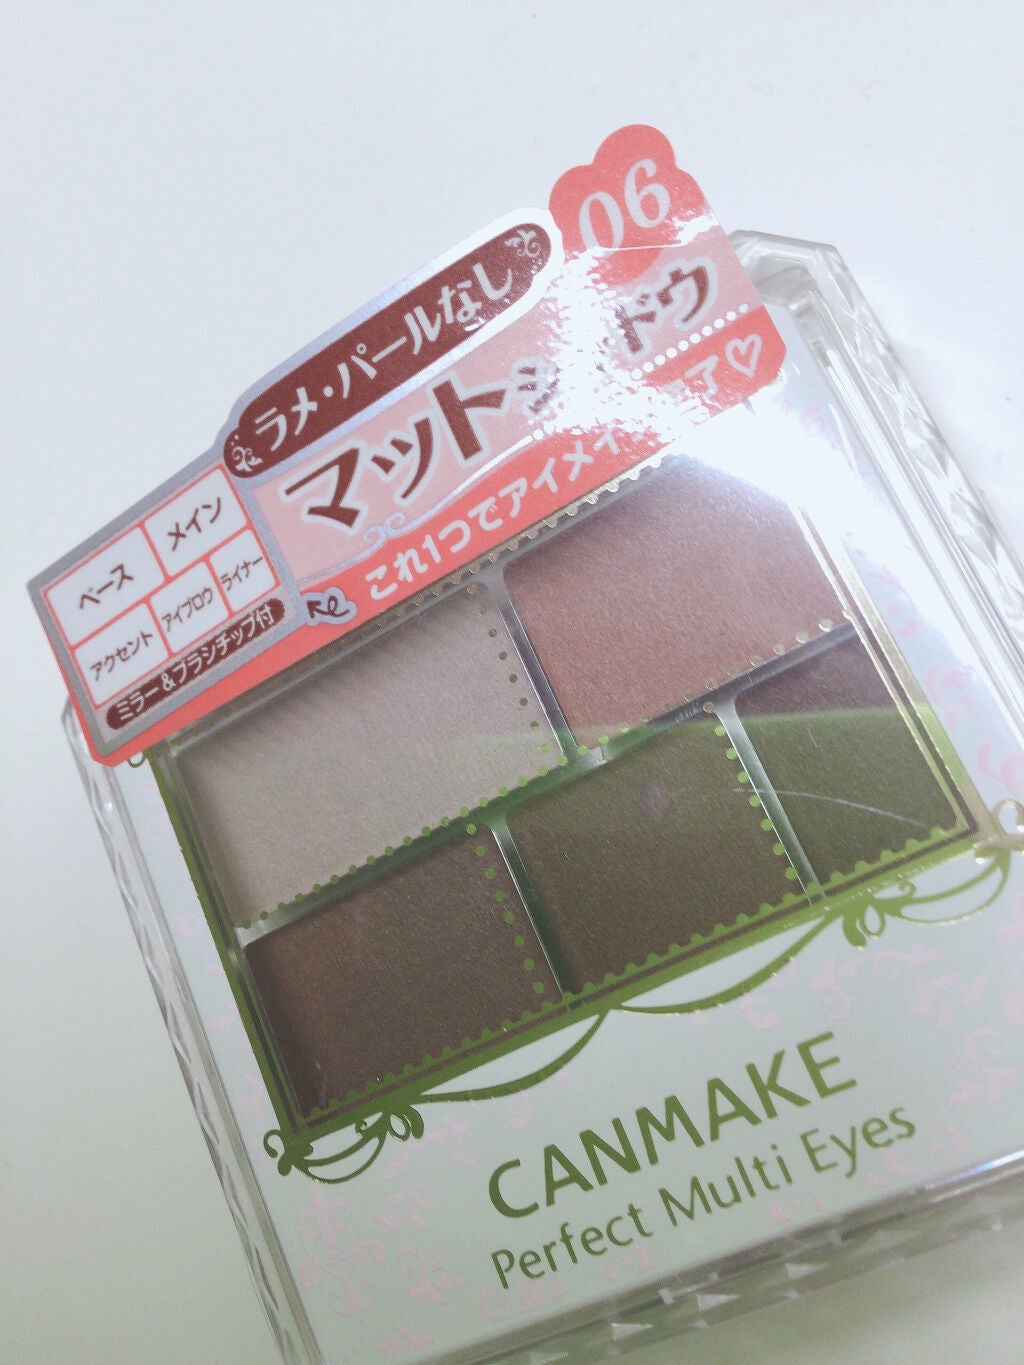 06
ラメ・パールなし
マットシ ドウ
これ1つでアイメイ ア♡
ベース メイン
アクセント アイブロウ ライナー
ミラー&ブラシチップ付
CANMAKE
Perfect Multi Eyes